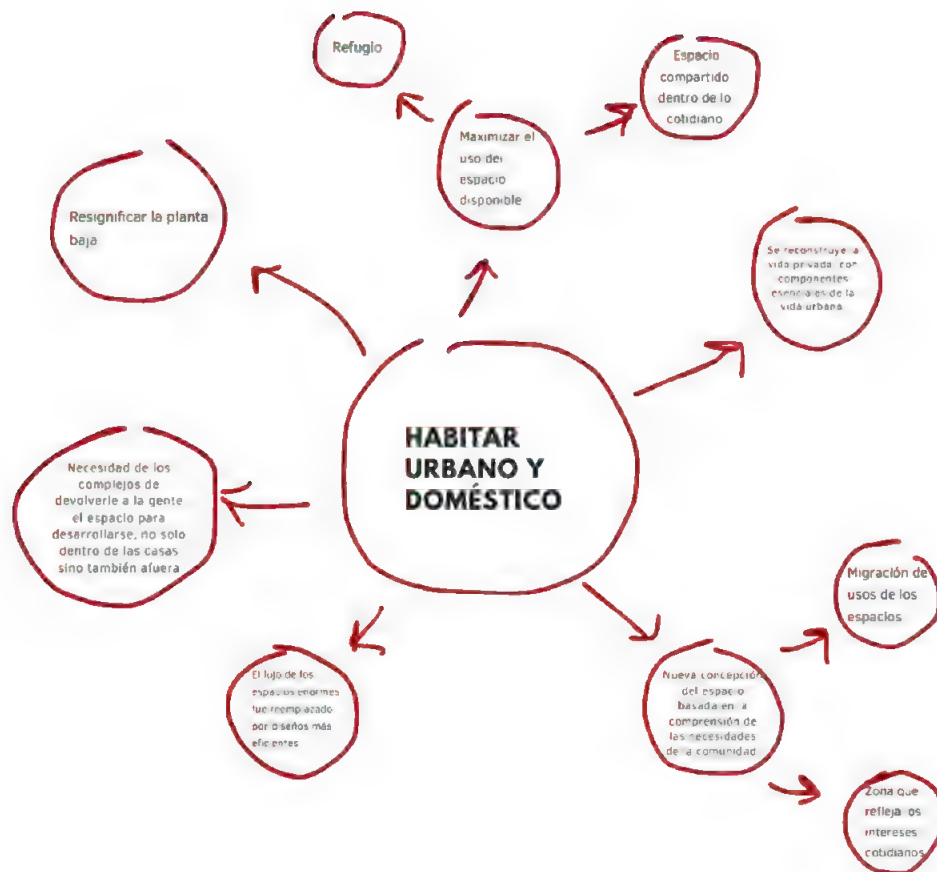 Refugio
Espacio
compartido
dentro de lo
cotidiano
Maximizar el
uso del
espacio
disponible
Resignificar la planta
baja
Se reconstruye la
vida privada con
componentes
esenciales de la
vida urbana
HABITAR
URBANO Y
DOMÉSTICO
Necesidad de los
complejos de
devolverle a la gente
el espacio para
desarrollarse, no solo
dentro de las casas
sino también afuera
Migración de
usos de los
espacios
El lujo de los
espacios enormes
fue reemplazado
por diseños más
eficientes
Nueva concepción
del espacio
basada en la
comprensión de
las necesidades
de la comunidad
Zona que
refleja los
intereses
cotidianos